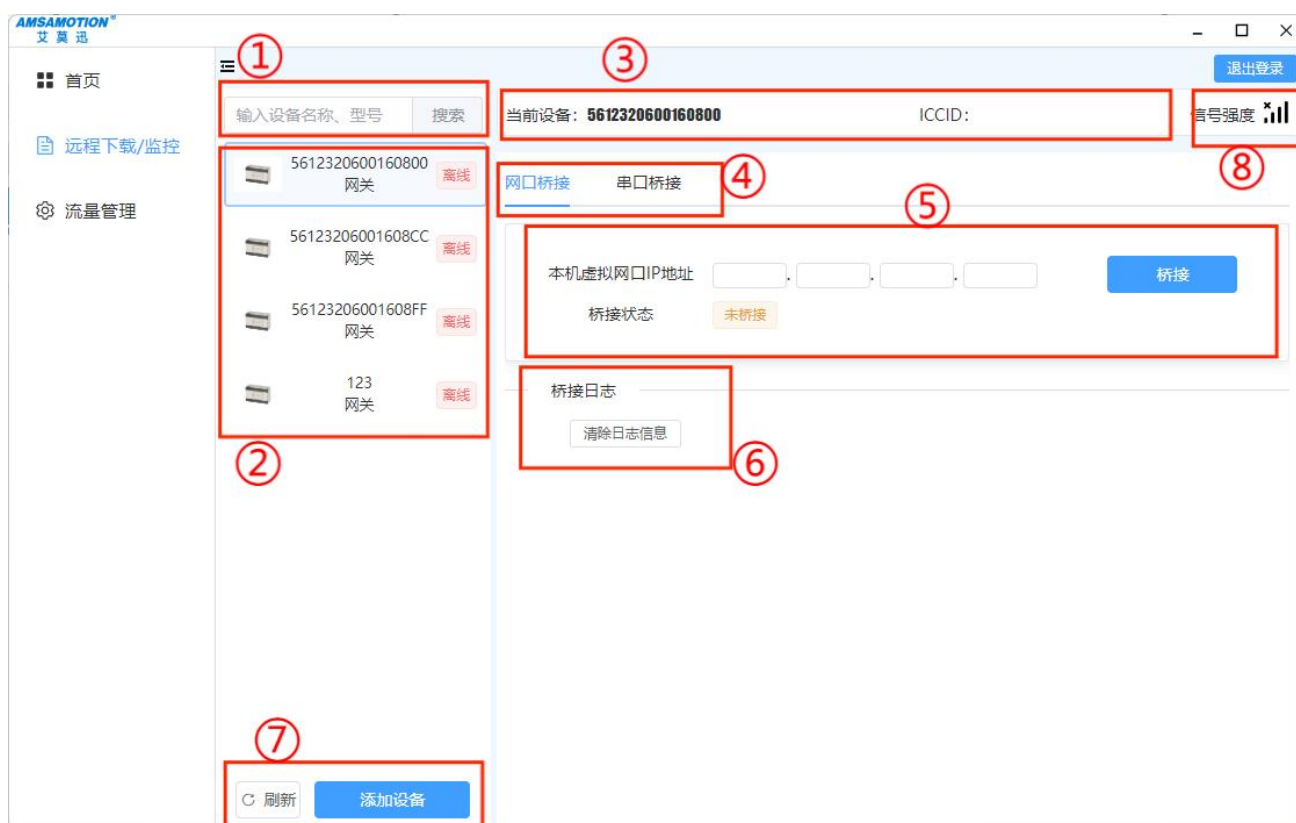 AMSAMOTION®
艾莫迅
首页
远程下载/监控
流量管理
①
输入设备名称、型号 搜索
5612320600160800
网关
离线
56123206001608CC
网关
离线
56123206001608FF
网关
离线
123
网关
离线
②
⑦
刷新 添加设备
③
退出登录
当前设备：5612320600160800 ICCID：
信号强度
⑧
网口桥接 串口桥接
④
⑤
本机虚拟网口IP地址 . . . 桥接
桥接状态 未桥接
桥接日志
清除日志信息
⑥